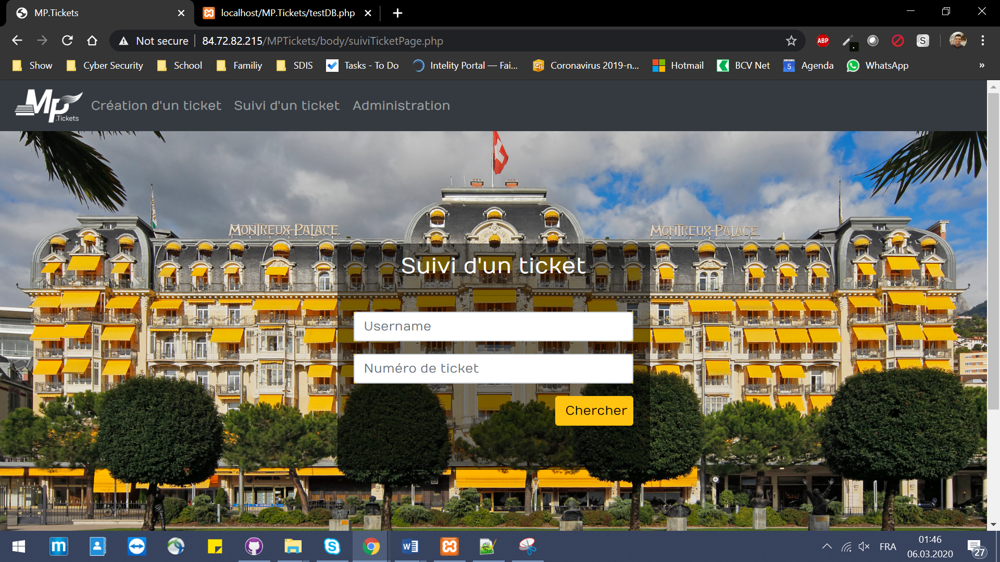 MP.Tickets
localhost/MP.Tickets/testDB.php
Not secure
84.72.82.215/MPTickets/body/suiviTicketPage.php
ABP
S
Show
Cyber Security
School
Familiy
SDIS
Tasks - To Do
Intelity Portal — Fai...
Coronavirus 2019-n...
Hotmail
BCV Net
5
Agenda
WhatsApp
»
MP
.Tickets
Création d'un ticket
Suivi d'un ticket
Administration
MONTREUX-PALACE
MONTREUX-PALACE
Suivi d'un ticket
Username
Numéro de ticket
Chercher
FRA
01:46
06.03.2020
27